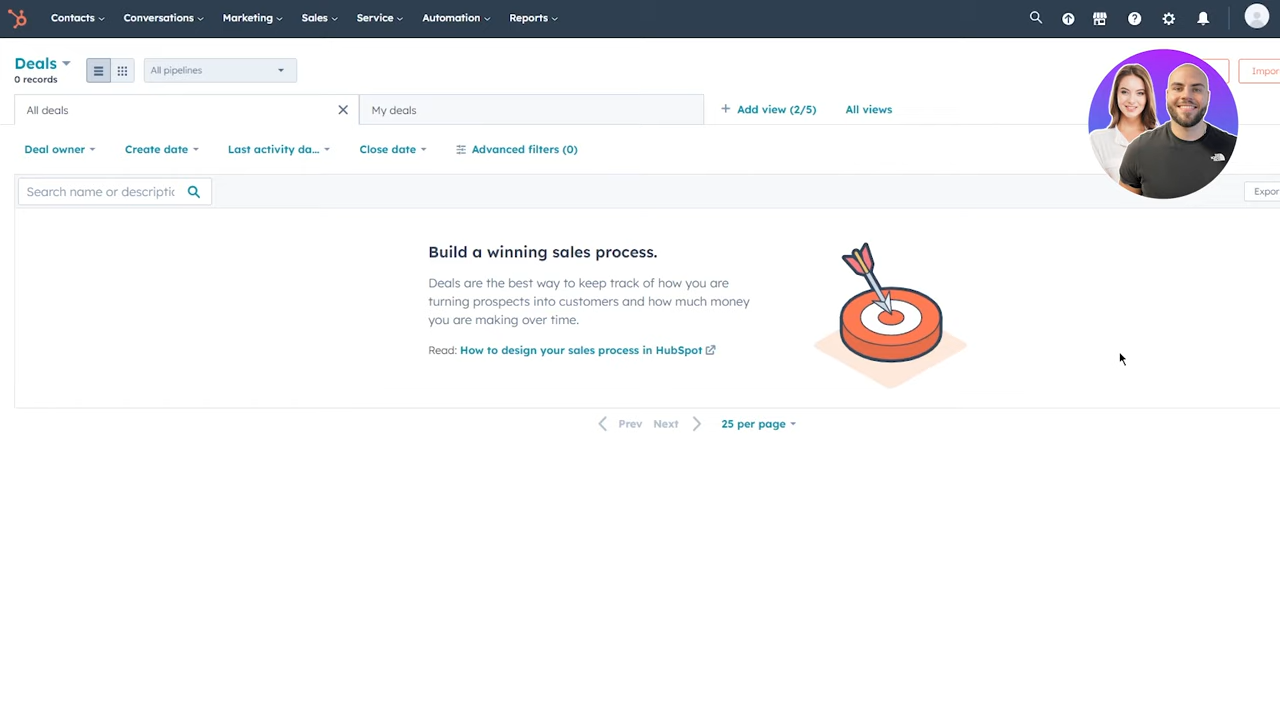 Contacts Conversations Marketing Sales Service Automation Reports
Deals
0 records
All pipelines
Impor
All deals
My deals
Add view (2/5)
All views
Deal owner
Create date
Last activity da...
Close date
Advanced filters (0)
Search name or descriptic
Expor
Build a winning sales process.
Deals are the best way to keep track of how you are
turning prospects into customers and how much money
you are making over time.
Read: How to design your sales process in HubSpot
Prev Next 25 per page